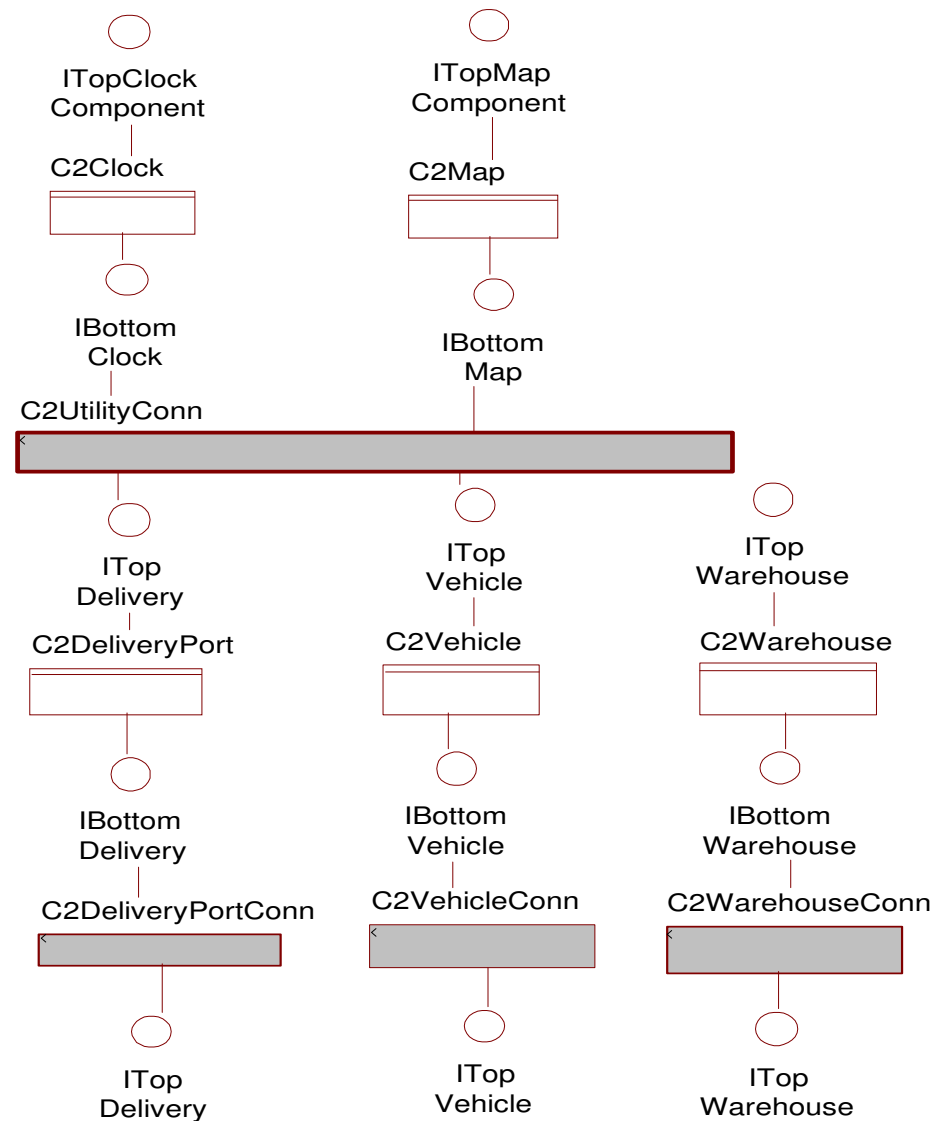 ITopClock
Component
ITopMap
Component
C2Clock
C2Map
IBottom
Clock
IBottom
Map
C2UtilityConn
ITop
Delivery
ITop
Vehicle
ITop
Warehouse
C2DeliveryPort
C2Vehicle
C2Warehouse
IBottom
Delivery
IBottom
Vehicle
IBottom
Warehouse
C2DeliveryPortConn
C2VehicleConn
C2WarehouseConn
ITop
Delivery
ITop
Vehicle
ITop
Warehouse